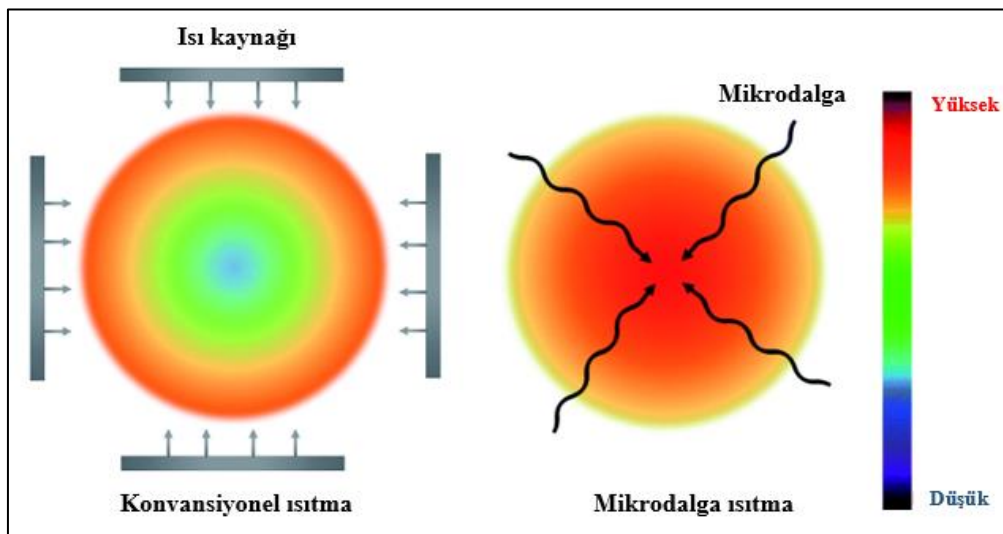 Isı kaynağı
Mikrodalga
Yüksek
Düşük
Konvansiyonel ısıtma
Mikrodalga ısıtma